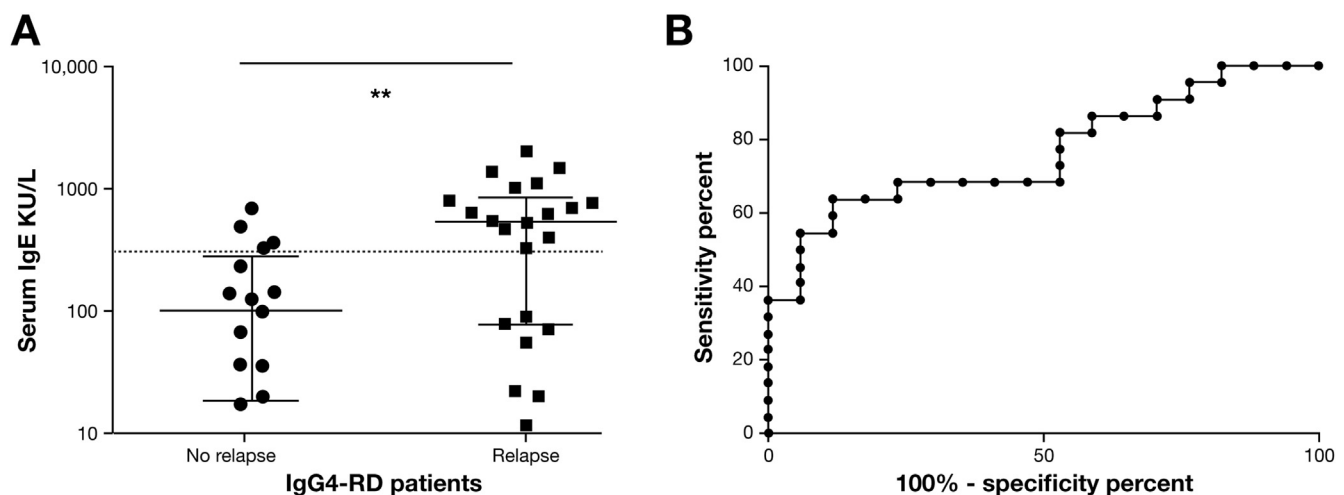 A
Serum IgE KU/L
10,000
1000
100
10
**
No relapse
Relapse
IgG4-RD patients
B
Sensitivity percent
100
80
60
40
20
0
0
50
100
100% - specificity percent